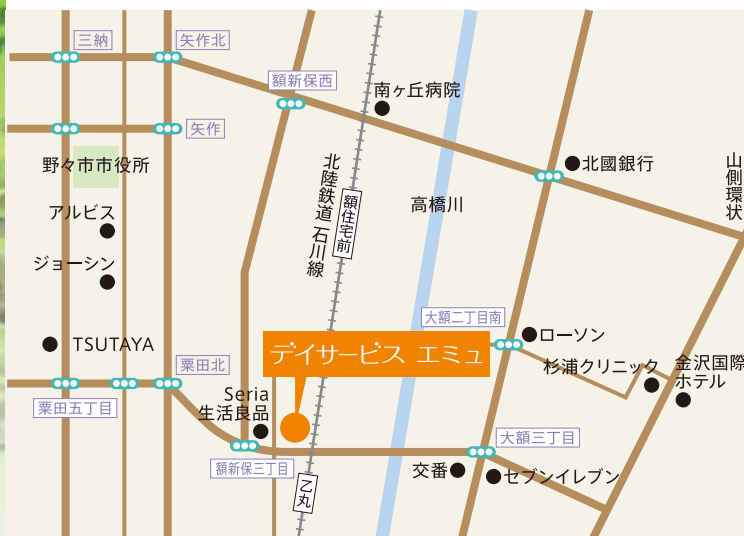 三納
矢作北
額新保西
南ヶ丘病院
矢作
野々市市役所
北陸鉄道 石川線
額住宅前
高橋川
北國銀行
山側環状
アルビス
ジョーシン
TSUTAYA
大額二丁目南
ローソン
デイサービス エミュ
杉浦クリニック
金沢国際
ホテル
粟田北
粟田五丁目
Seria
生活良品
額新保三丁目
乙丸
大額三丁目
交番
セブンイレブン